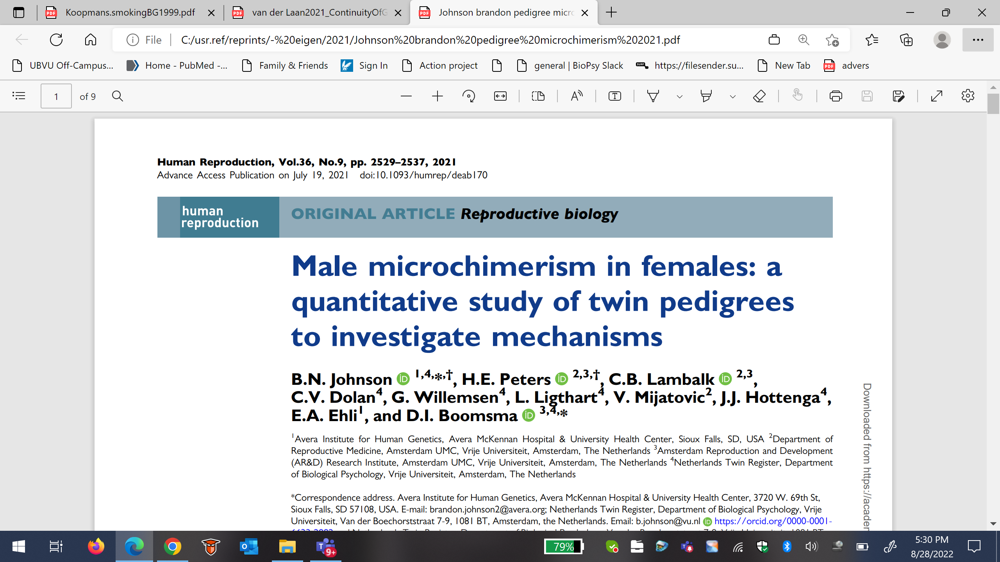 Koopmans.smokingBG1999.pdf
van der Laan2021_ContinuityOfG
Johnson brandon pedigree micro
File
C:/usr.ref/reprints/-%20eigen/2021/Johnson%20brandon%20pedigree%20microchimerism%202021.pdf
UBVU Off-Campus...
Home - PubMed -...
Family & Friends
Sign In
Action project
general | BioPsy Slack
SURF
https://filesender.su...
New Tab
advers
1 of 9
Human Reproduction, Vol.36, No.9, pp. 2529–2537, 2021
Advance Access Publication on July 19, 2021 doi:10.1093/humrep/deab170
human
reproduction
ORIGINAL ARTICLE Reproductive biology
Male microchimerism in females: a
quantitative study of twin pedigrees
to investigate mechanisms
B.N. Johnson iD 1,4,*,†, H.E. Peters iD 2,3,†, C.B. Lambalk iD 2,3,
C.V. Dolan4, G. Willemsen4, L. Ligthart4, V. Mijatovic2, J.J. Hottenga4,
E.A. Ehli1, and D.I. Boomsma iD 3,4,*
1Avera Institute for Human Genetics, Avera McKennan Hospital & University Health Center, Sioux Falls, SD, USA 2Department of
Reproductive Medicine, Amsterdam UMC, Vrije Universiteit, Amsterdam, The Netherlands 3Amsterdam Reproduction and Development
(AR&D) Research Institute, Amsterdam UMC, Vrije Universiteit, Amsterdam, The Netherlands 4Netherlands Twin Register, Department
of Biological Psychology, Vrije Universiteit, Amsterdam, The Netherlands
*Correspondence address. Avera Institute for Human Genetics, Avera McKennan Hospital & University Health Center, 3720 W. 69th St,
Sioux Falls, SD 57108, USA. E-mail: brandon.johnson2@avera.org; Netherlands Twin Register, Department of Biological Psychology, Vrije
Universiteit, Van der Boechorststraat 7-9, 1081 BT, Amsterdam, the Netherlands. Email: b.johnson@vu.nl iD https://orcid.org/0000-0001-
Downloaded from https://academ
79%
9+
5:30 PM
8/28/2022